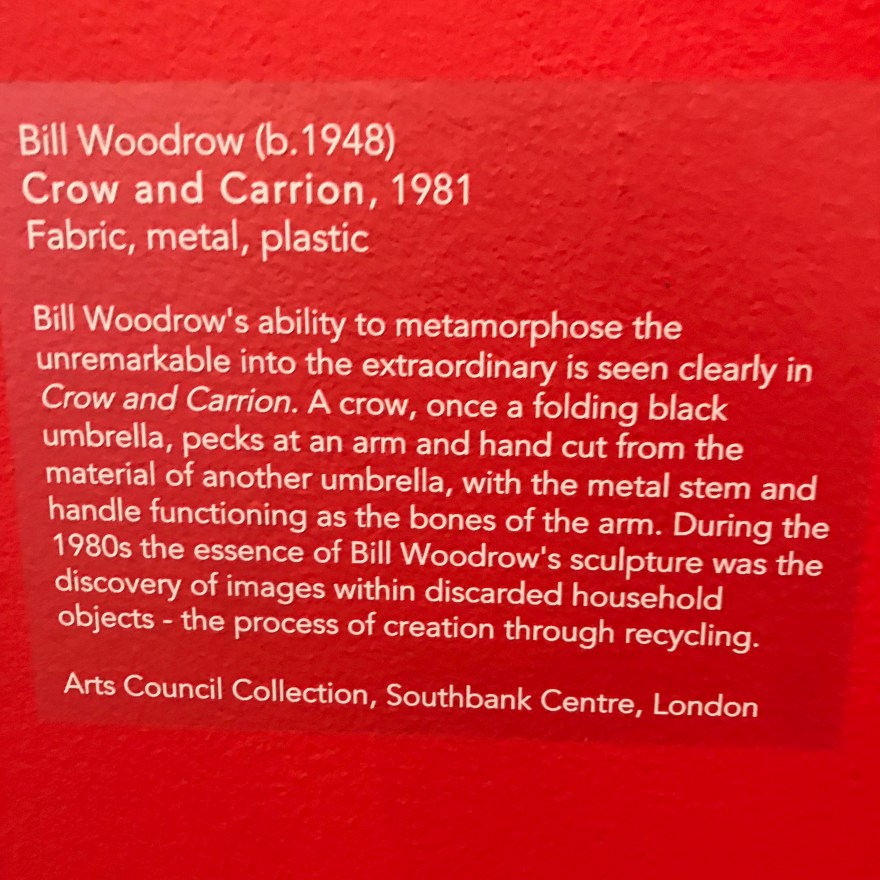 Bill Woodrow (b.1948)
Crow and Carrion, 1981
Fabric, metal, plastic
Bill Woodrow's ability to metamorphose the
unremarkable into the extraordinary is seen clearly in
Crow and Carrion. A crow, once a folding black
umbrella, pecks at an arm and hand cut from the
material of another umbrella, with the metal stem and
handle functioning as the bones of the arm. During the
1980s the essence of Bill Woodrow's sculpture was the
discovery of images within discarded household
objects - the process of creation through recycling.
Arts Council Collection, Southbank Centre, London